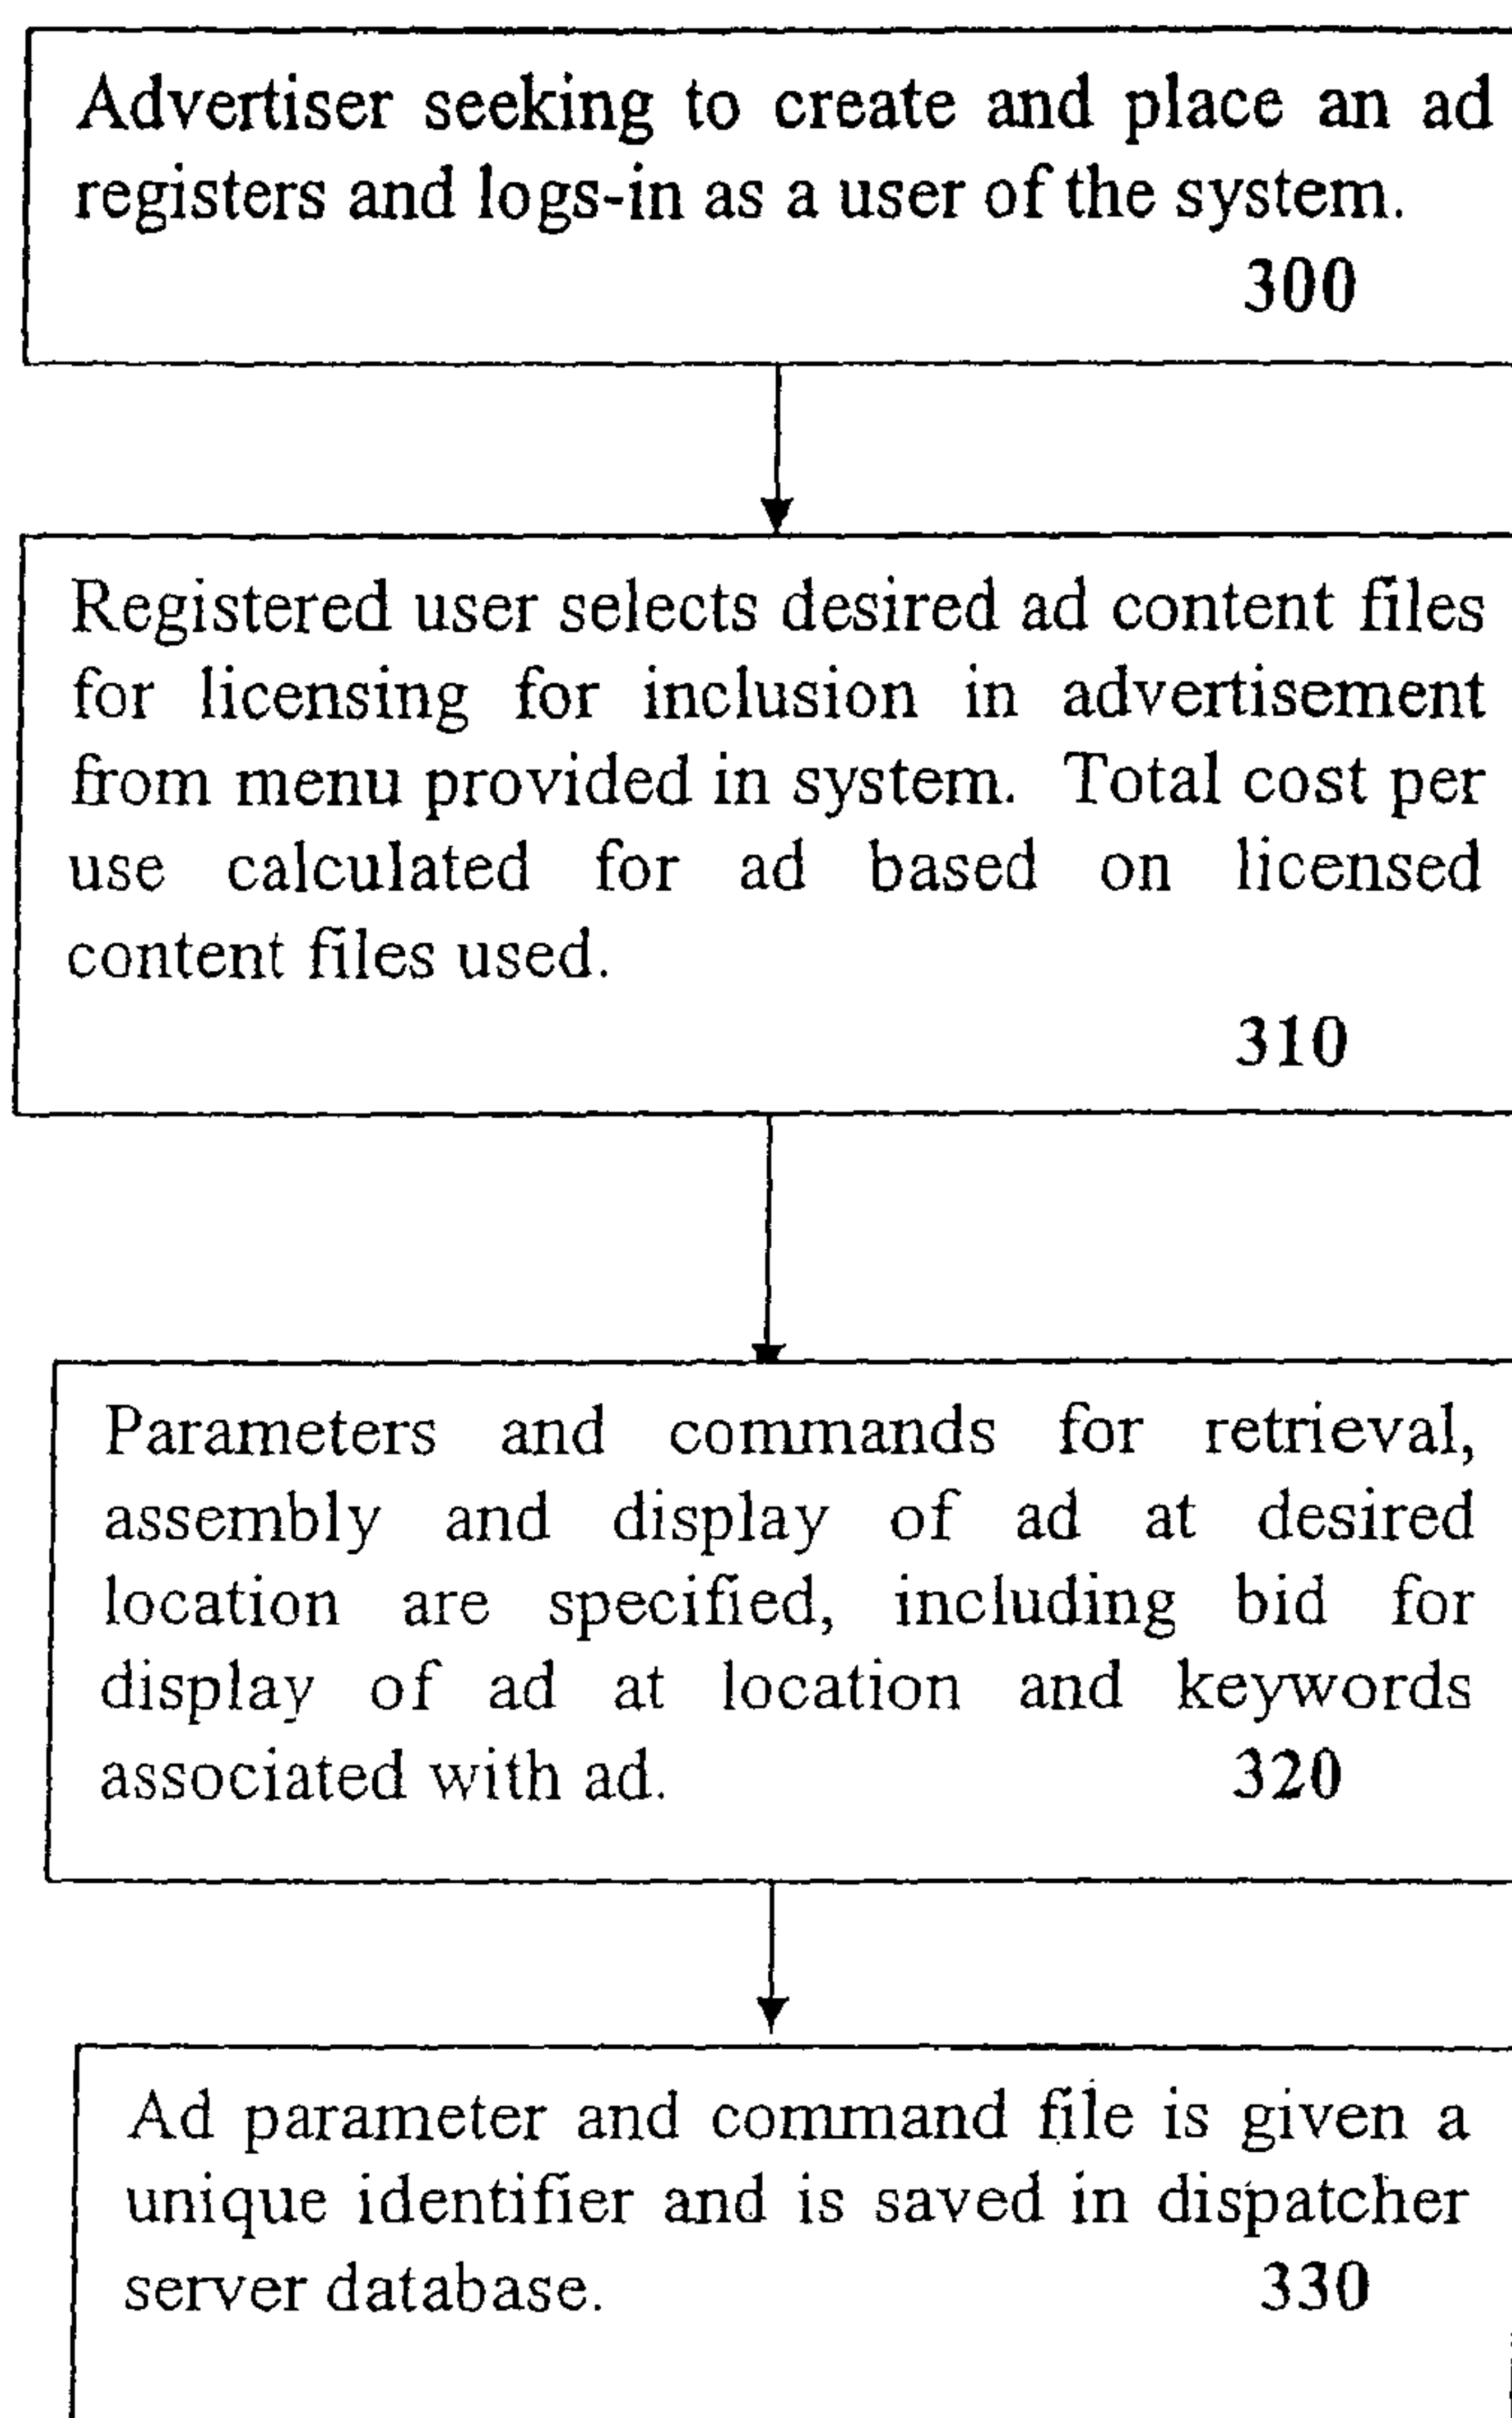 Advertiser seeking to create and place an ad
registers and logs-in as a user of the system.
300
Registered user selects desired ad content files
for licensing for inclusion in advertisement
from menu provided in system. Total cost per
use calculated for ad based on licensed
content files used.
310
Parameters and commands for retrieval,
assembly and display of ad at desired
location are specified, including bid for
display of ad at location and keywords
associated with ad. 320
Ad parameter and command file is given a
unique identifier and is saved in dispatcher
server database. 330